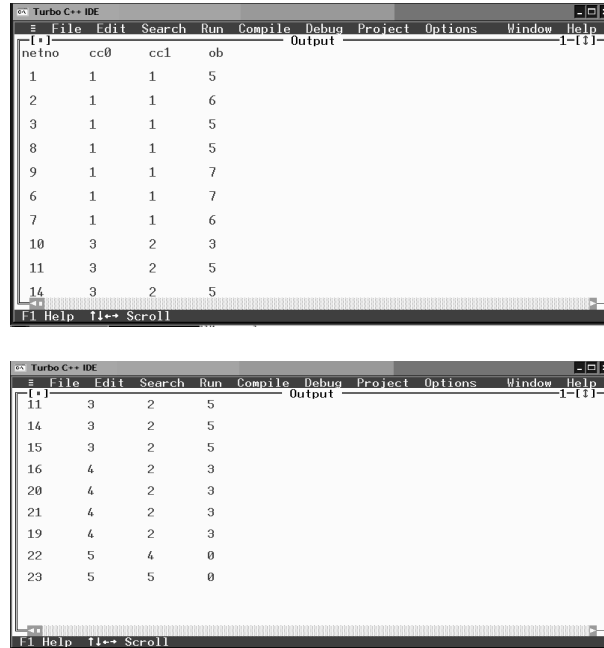 Turbo C++ IDE
≡ File Edit Search Run Compile Debug Project Options Window Help
[▪] Output 1-[↕]
netno cc0 cc1 ob
1 1 1 5
2 1 1 6
3 1 1 5
8 1 1 5
9 1 1 7
6 1 1 7
7 1 1 6
10 3 2 3
11 3 2 5
14 3 2 5
F1 Help ↑↓←→ Scroll
Turbo C++ IDE
≡ File Edit Search Run Compile Debug Project Options Window Help
[▪] Output 1-[↕]
11 3 2 5
14 3 2 5
15 3 2 5
16 4 2 3
20 4 2 3
21 4 2 3
19 4 2 3
22 5 4 0
23 5 5 0
F1 Help ↑↓←→ Scroll